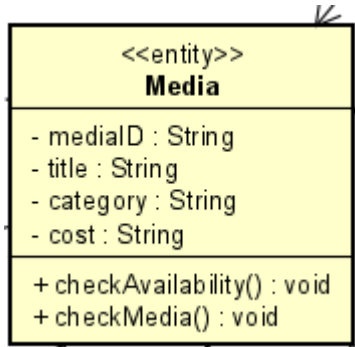 <<entity>>
Media
- mediaID : String
- title : String
- category : String
- cost : String
+ checkAvailability() : void
+ checkMedia() : void